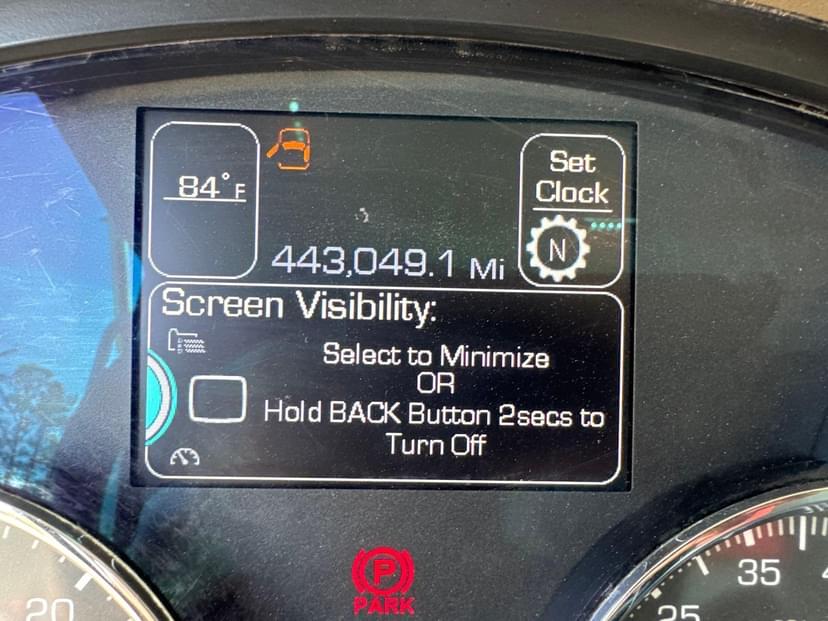 84°F
Set
Clock
N
443,049.1 Mi
Screen Visibility:
Select to Minimize
OR
Hold BACK Button 2secs to
Turn Off
P
PARK
20
25
35